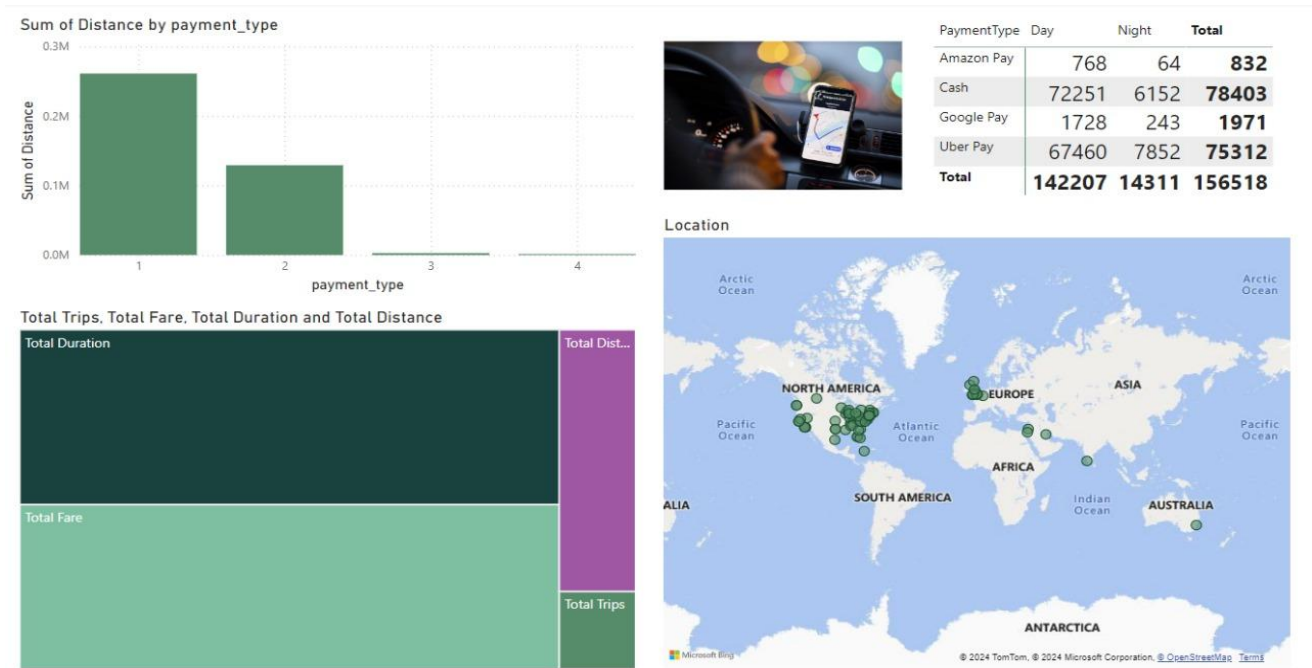 Sum of Distance by payment_type
0.3M
0.2M
0.1M
0.0M
Sum of Distance
1 2 3 4
payment_type
PaymentType Day Night Total
Amazon Pay 768 64 832
Cash 72251 6152 78403
Google Pay 1728 243 1971
Uber Pay 67460 7852 75312
Total 142207 14311 156518
Total Trips, Total Fare, Total Duration and Total Distance
Total Duration
Total Dist...
Total Fare
Total Trips
Location
Arctic
Ocean
Arctic
Ocean
NORTH AMERICA
EUROPE
ASIA
Pacific
Ocean
Atlantic
Ocean
Pacific
Ocean
AFRICA
SOUTH AMERICA
Indian
Ocean
ALIA
AUSTRALIA
ANTARCTICA
Microsoft Bing
© 2024 TomTom, © 2024 Microsoft Corporation, © OpenStreetMap Terms